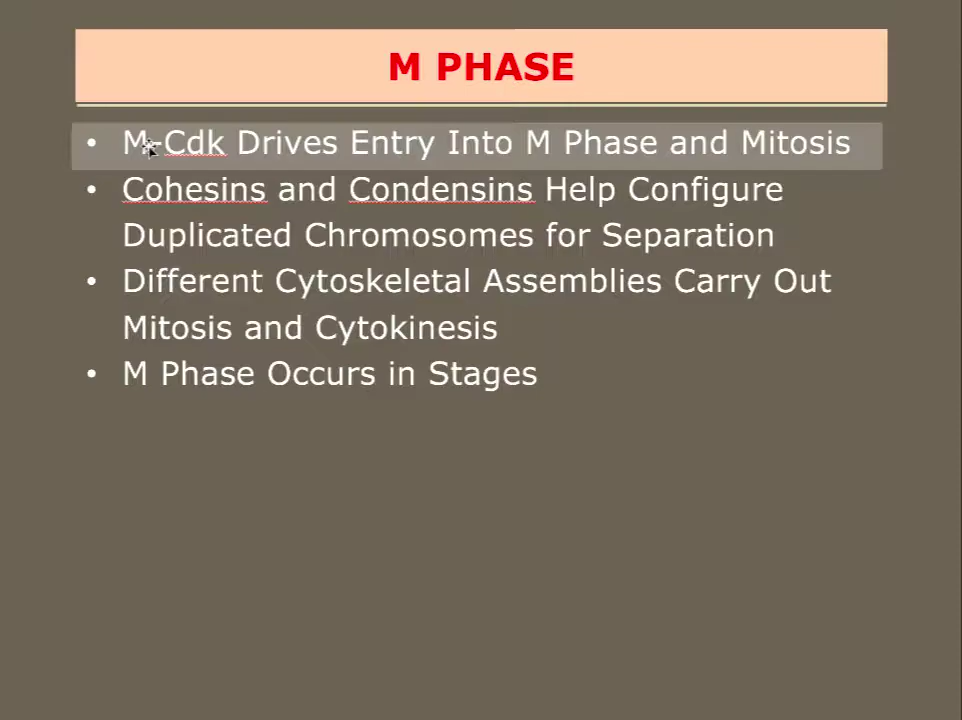 M PHASE
• M-Cdk Drives Entry Into M Phase and Mitosis
• Cohesins and Condensins Help Configure
Duplicated Chromosomes for Separation
• Different Cytoskeletal Assemblies Carry Out
Mitosis and Cytokinesis
• M Phase Occurs in Stages